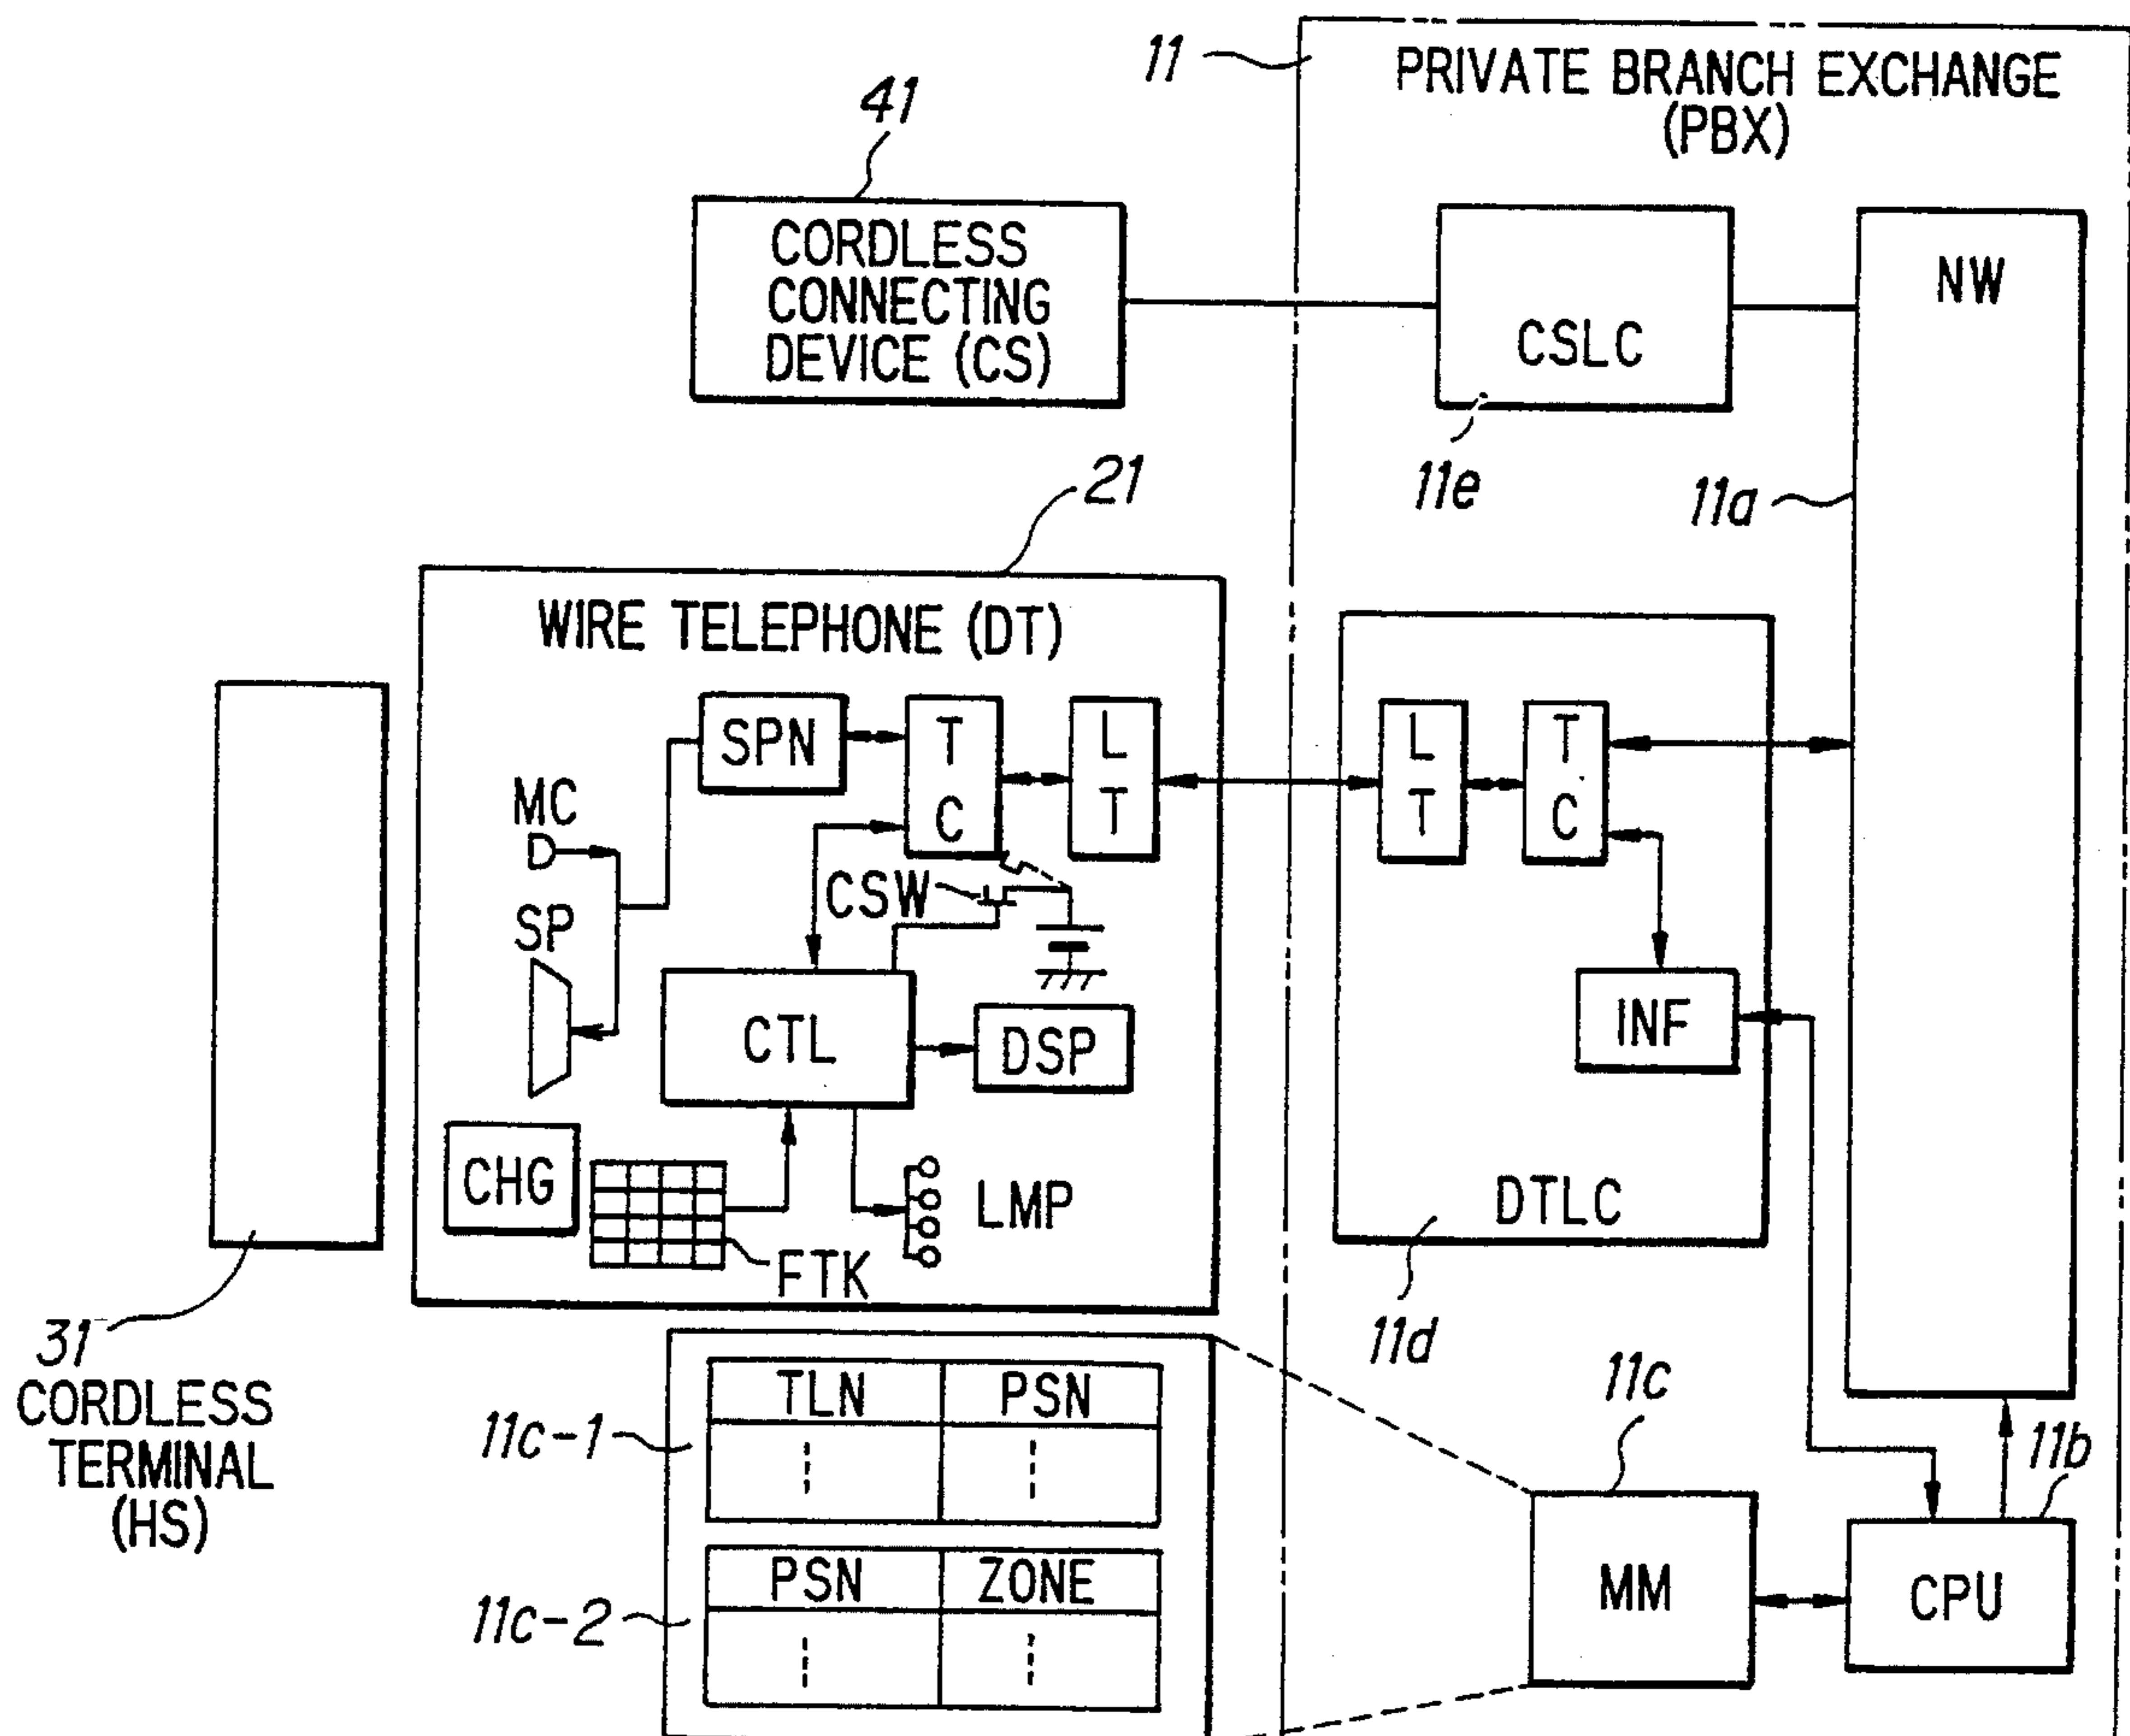 11
PRIVATE BRANCH EXCHANGE
(PBX)
41
CORDLESS
CONNECTING
DEVICE (CS)
CSLC
NW
11e
11a
21
WIRE TELEPHONE (DT)
SPN
T
C
L
T
L
T
T
C
MC
CSW
SP
CTL
DSP
INF
CHG
LMP
FTK
DTLC
11d
31
CORDLESS
TERMINAL
(HS)
TLN
PSN
11c-1
11c
11b
PSN
ZONE
11c-2
MM
CPU